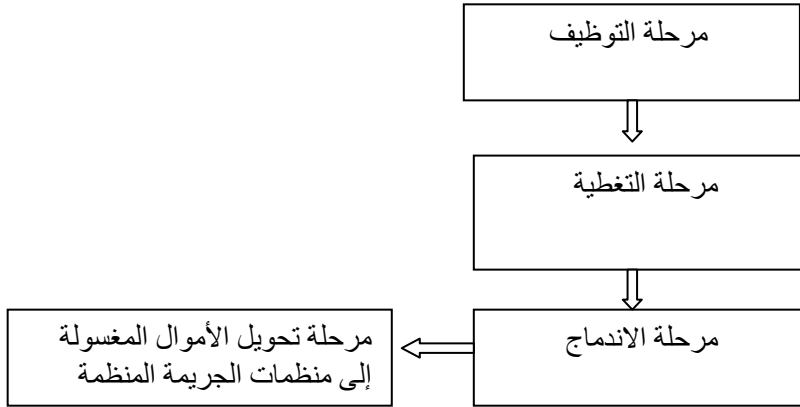 مرحلة التوظيف
مرحلة التغطية
مرحلة الاندماج
مرحلة تحويل الأموال المغسولة
إلى منظمات الجريمة المنظمة